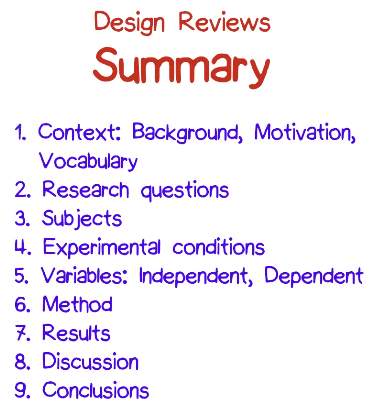 Design Reviews
Summary
1. Context: Background, Motivation,
Vocabulary
2. Research questions
3. Subjects
4. Experimental conditions
5. Variables: Independent, Dependent
6. Method
7. Results
8. Discussion
9. Conclusions